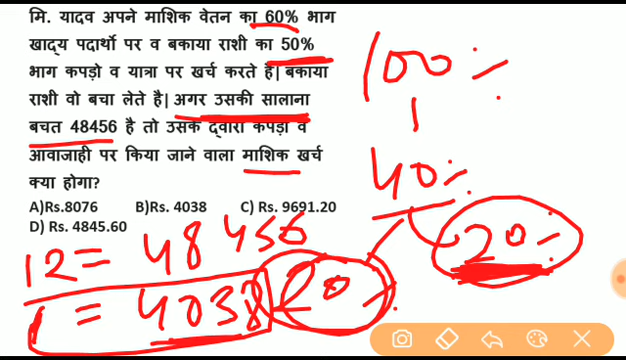 मि. यादव अपने माशिक वेतन का 60% भाग
खाद्य पदार्थो पर व बकाया राशी का 50%
भाग कपड़ो व यात्रा पर खर्च करते है| बकाया
राशी वो बचा लेते है| अगर उसकी सालाना
बचत 48456 है तो उसके द्वारा कपड़ा व
आवाजाही पर किया जाने वाला माशिक खर्च
क्या होगा?
A)Rs.8076 B)Rs. 4038 C) Rs. 9691.20
D) Rs. 4845.60
100%
40%
20%
12 = 48456
1 = 4038
20%